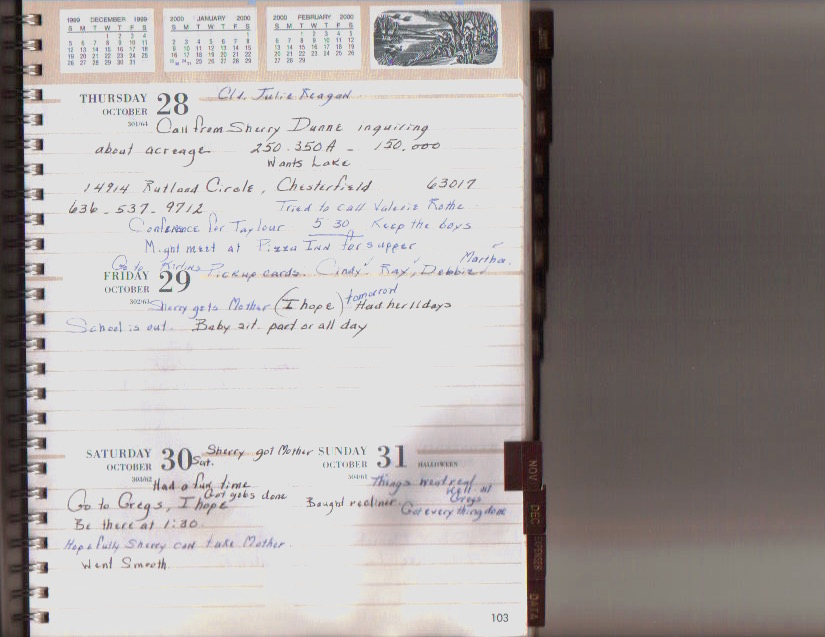 1999 DECEMBER 1999
S M T W T F S
1 2 3 4
5 6 7 8 9 10 11
12 13 14 15 16 17 18
19 20 21 22 23 24 25
26 27 28 29 30 31
2000 JANUARY 2000
S M T W T F S
1
2 3 4 5 6 7 8
9 10 11 12 13 14 15
16 17 18 19 20 21 22
23/30 24/31 25 26 27 28 29
2000 FEBRUARY 2000
S M T W T F S
1 2 3 4 5
6 7 8 9 10 11 12
13 14 15 16 17 18 19
20 21 22 23 24 25 26
27 28 29
THURSDAY 28 Cld. Julie Reagan
OCTOBER
301/64
Call from Sherry Dunne inquiring
about acreage 250.350A - 150.000
Wants Lake
14914 Rutland Circle, Chesterfield 63017
636-537-9712 Tried to call Valerie Rothe
Conference for Taylour 5 30 Keep the boys
Might meet at Pizza INN for supper
Go to Pickup cards. Cindy Ray, Debbie Martha.
FRIDAY 29
OCTOBER
302/63
Sherry gets Mother (I hope) tomorrow Had her 11 days
School is out. Baby sit part or all day
SATURDAY 30 Sat. Sherry got Mother
OCTOBER
303/62
Had a fun time
Got jobs done
Go to Gregs, I hope
Be there at 1:30.
Hopefully Sherry can take Mother
Went Smooth.
SUNDAY 31 HALLOWEEN
OCTOBER
304/61
Things went real
well at
Gregs
Bought recliner Got everything done
NOV
DEC
EXPENSES
DATA
103